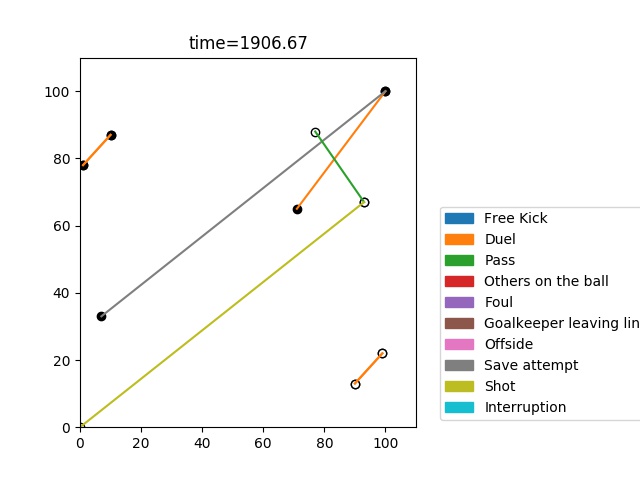 time=1906.67
100
80
60
40
20
0
0 20 40 60 80 100
Free Kick
Duel
Pass
Others on the ball
Foul
Goalkeeper leaving lin
Offside
Save attempt
Shot
Interruption